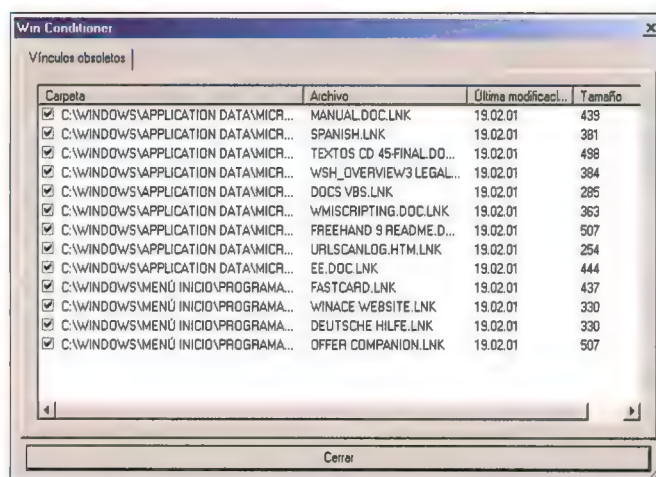 Win Conditioner
Vínculos obsoletos
Carpeta Archivo Última modificaci... Tamaño
C:\WINDOWS\APPLICATION DATA\MICR... MANUAL.DOC.LNK 19.02.01 439
C:\WINDOWS\APPLICATION DATA\MICR... SPANISH.LNK 19.02.01 381
C:\WINDOWS\APPLICATION DATA\MICR... TEXTOS CD 45-FINAL.DO... 19.02.01 498
C:\WINDOWS\APPLICATION DATA\MICR... WSH_OVERVIEW3 LEGAL... 19.02.01 384
C:\WINDOWS\APPLICATION DATA\MICR... DOCS VBS.LNK 19.02.01 285
C:\WINDOWS\APPLICATION DATA\MICR... WMISCRIPTING.DOC.LNK 19.02.01 363
C:\WINDOWS\APPLICATION DATA\MICR... FREEHAND 9 README.D... 19.02.01 507
C:\WINDOWS\APPLICATION DATA\MICR... URLSCANLOG.HTM.LNK 19.02.01 254
C:\WINDOWS\APPLICATION DATA\MICR... EE.DOC.LNK 19.02.01 444
C:\WINDOWS\MENÚ INICIO\PROGRAMA... FASTCARD.LNK 19.02.01 437
C:\WINDOWS\MENÚ INICIO\PROGRAMA... WINACE WEBSITE.LNK 19.02.01 330
C:\WINDOWS\MENÚ INICIO\PROGRAMA... DEUTSCHE HILFE.LNK 19.02.01 330
C:\WINDOWS\MENÚ INICIO\PROGRAMA... OFFER COMPANION.LNK 19.02.01 507
Cerrar